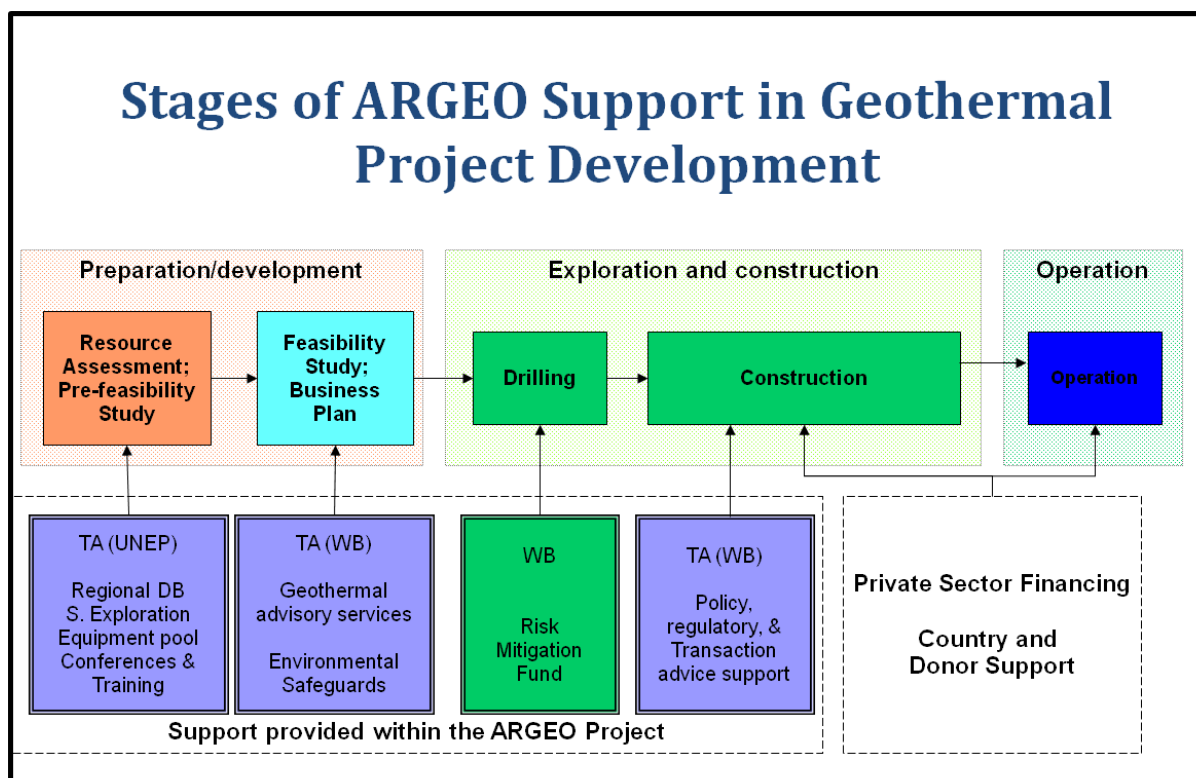 Stages of ARGEO Support in Geothermal
Project Development
Preparation/development
Exploration and construction
Operation
Resource
Assessment;
Pre-feasibility
Study
Feasibility
Study;
Business
Plan
Drilling
Construction
Operation
TA (UNEP)
Regional DB
S. Exploration
Equipment pool
Conferences &
Training
TA (WB)
Geothermal
advisory services
Environmental
Safeguards
WB
Risk
Mitigation
Fund
TA (WB)
Policy,
regulatory, &
Transaction
advice support
Private Sector Financing
Country and
Donor Support
Support provided within the ARGEO Project